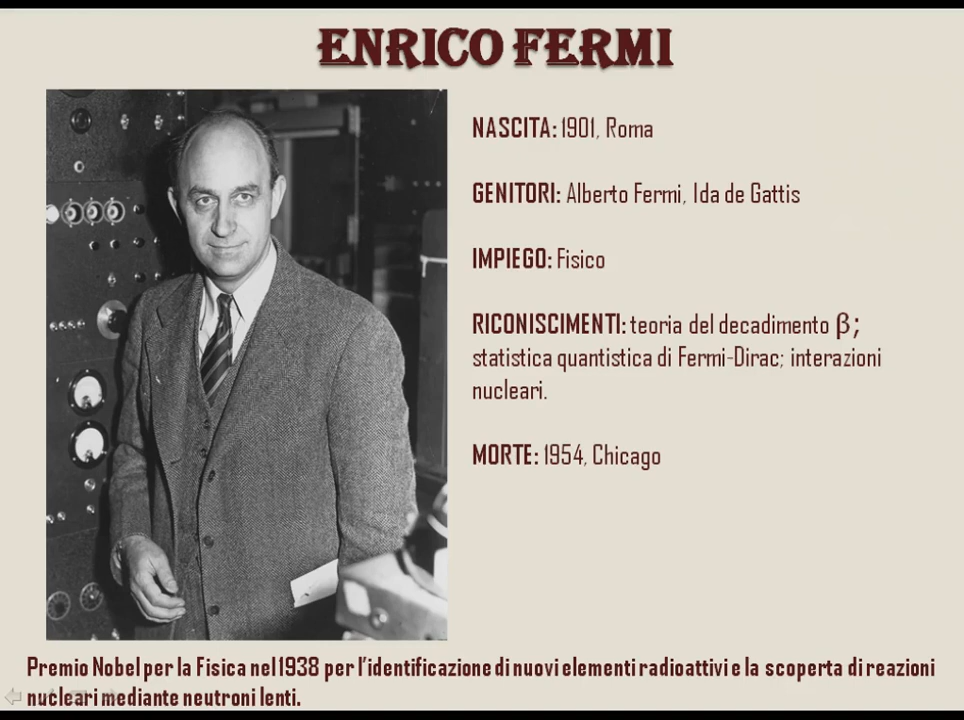 ENRICO FERMI
NASCITA: 1901, Roma
GENITORI: Alberto Fermi, Ida de Gattis
IMPIEGO: Fisico
RICONISCIMENTI: teoria del decadimento β;
statistica quantistica di Fermi-Dirac; interazioni
nucleari.
MORTE: 1954, Chicago
Premio Nobel per la Fisica nel 1938 per l'identificazione di nuovi elementi radioattivi e la scoperta di reazioni
nucleari mediante neutroni lenti.